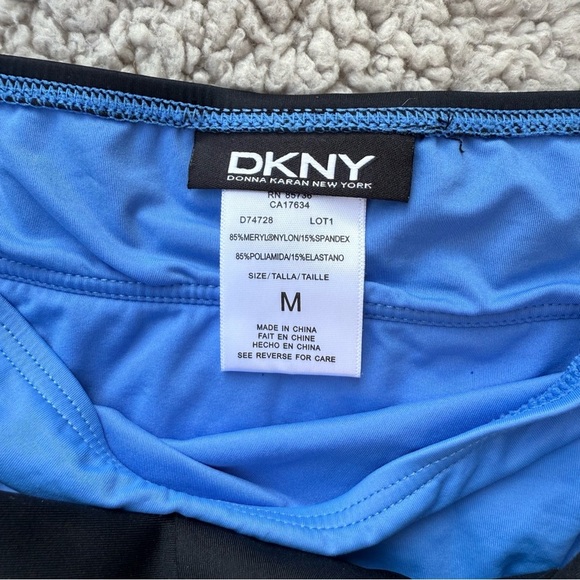 DKNY
DONNA KARAN NEW YORK
RN
CA17634
D74728 LOT1
85%MERYL®NYLON/15%SPANDEX
85%POLIAMIDA/15%ELASTANO
SIZE/TALLA/TAILLE
M
MADE IN CHINA
FAIT EN CHINE
HECHO EN CHINA
SEE REVERSE FOR CARE